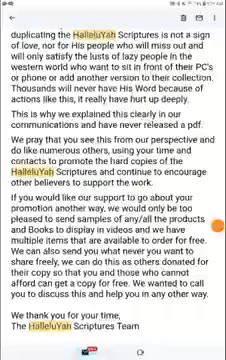 duplicating the HalleluYah Scriptures is not a sign
of love, nor for His people who will miss out and
will only satisfy the lusts of lazy people in the
western world who want to sit in front of their PC's
or phone or add another version to their collection.
Thousands will never have His Word because of
actions like this, it really have hurt up deeply.
This is why we explained this clearly in our
communications and have never released a pdf.
We pray that you see this from our perspective and
do like numerous others, using your time and
contacts to promote the hard copies of the
HalleluYah Scriptures and continue to encourage
other believers to support the work.
If you would like our support to go about your
promotion another way, we would only be too
pleased to send samples of any/all the products
and Books to display in videos and we have
multiple items that are available to order for free.
We can also send you what never you want to
share freely, we can do this as others donated for
their copy so that you and those who cannot
afford can get a copy for free. We wanted to call
you to discuss this and help you in any other way.
We thank you for your time,
The HalleluYah Scriptures Team